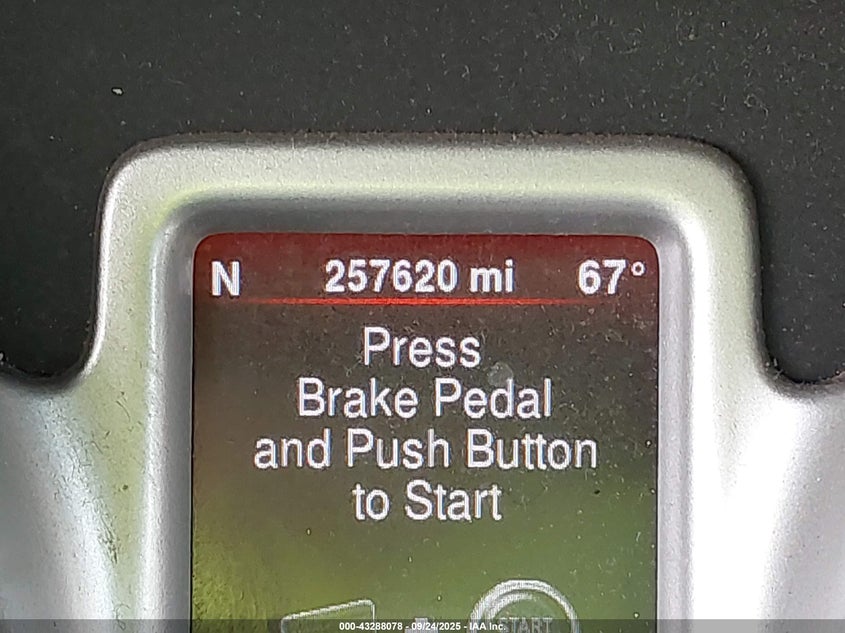 N 257620 mi 67°
Press
Brake Pedal
and Push Button
to Start
START
000-43288078 - 09/24/2025 - IAA Inc.